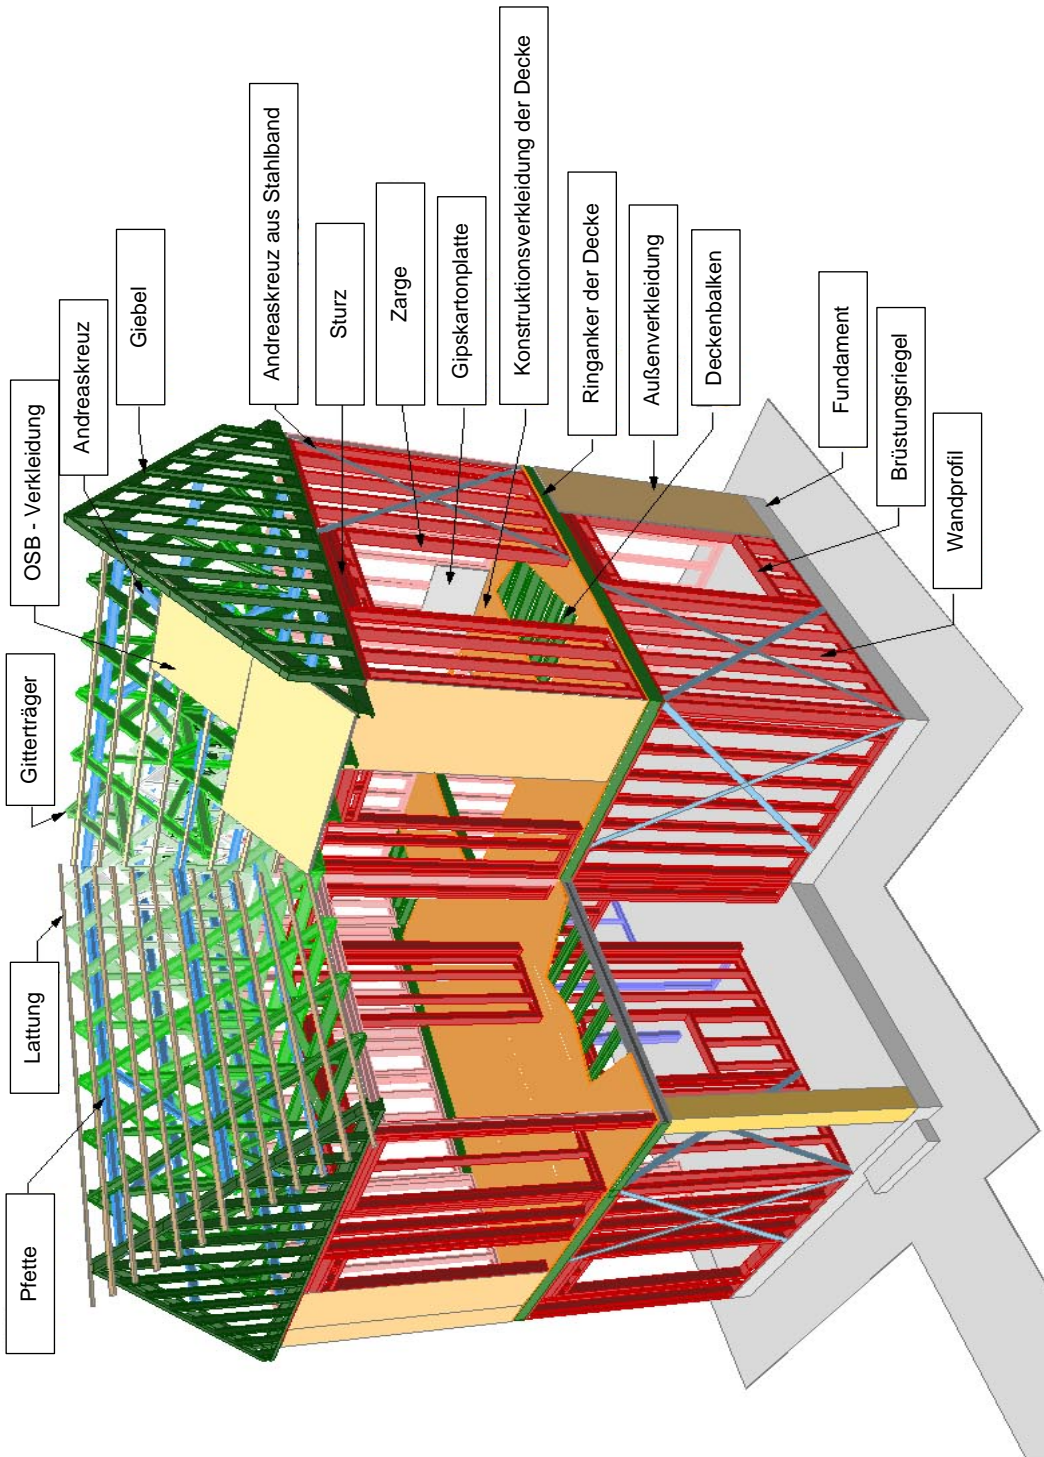 Pfette
Lattung
Gitterträger
OSB - Verkleidung
Andreaskreuz
Giebel
Andreaskreuz aus Stahlband
Sturz
Zarge
Gipskartonplatte
Konstruktionsverkleidung der Decke
Ringanker der Decke
Außenverkleidung
Deckenbalken
Fundament
Brüstungsriegel
Wandprofil